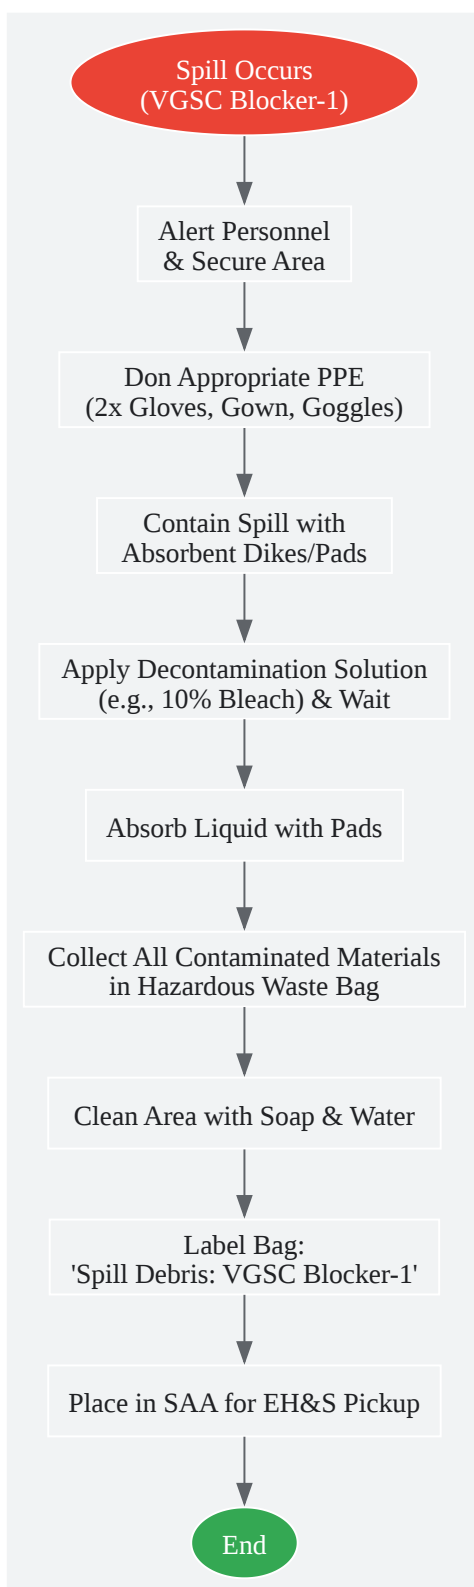 Spill Occurs
(VGSC Blocker-1)
Alert Personnel
& Secure Area
Don Appropriate PPE
(2x Gloves, Gown, Goggles)
Contain Spill with
Absorbent Dikes/Pads
Apply Decontamination Solution
(e.g., 10% Bleach) & Wait
Absorb Liquid with Pads
Collect All Contaminated Materials
in Hazardous Waste Bag
Clean Area with Soap & Water
Label Bag:
'Spill Debris: VGSC Blocker-1'
Place in SAA for EH&S Pickup
End